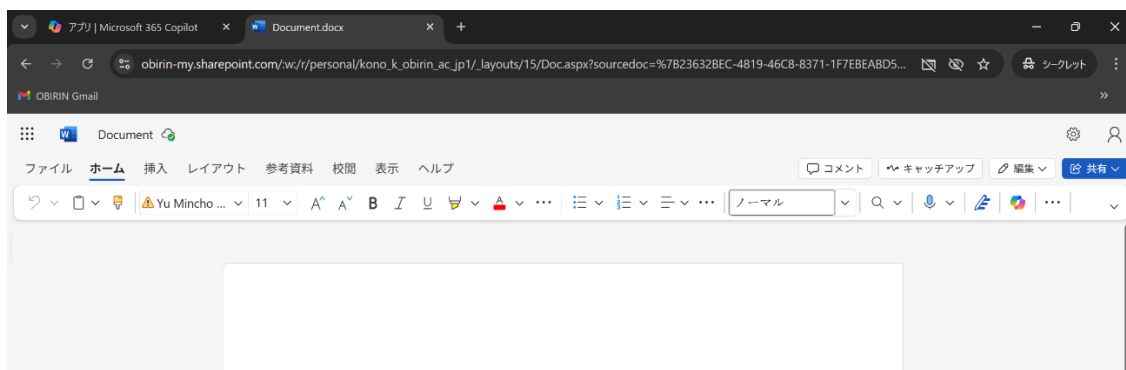 アプリ | Microsoft 365 Copilot Document.docx
obirin-my.sharepoint.com/:w:/r/personal/kono_k_obirin_ac_jp1/_layouts/15/Doc.aspx?sourcedoc=%7B23632BEC-4819-46C8-8371-1F7EBEABD5... シークレット
OBIRIN Gmail
Document
ファイル ホーム 挿入 レイアウト 参考資料 校閲 表示 ヘルプ コメント キャッチアップ 編集 共有
Yu Mincho ... 11 A A B I U A ノーマル